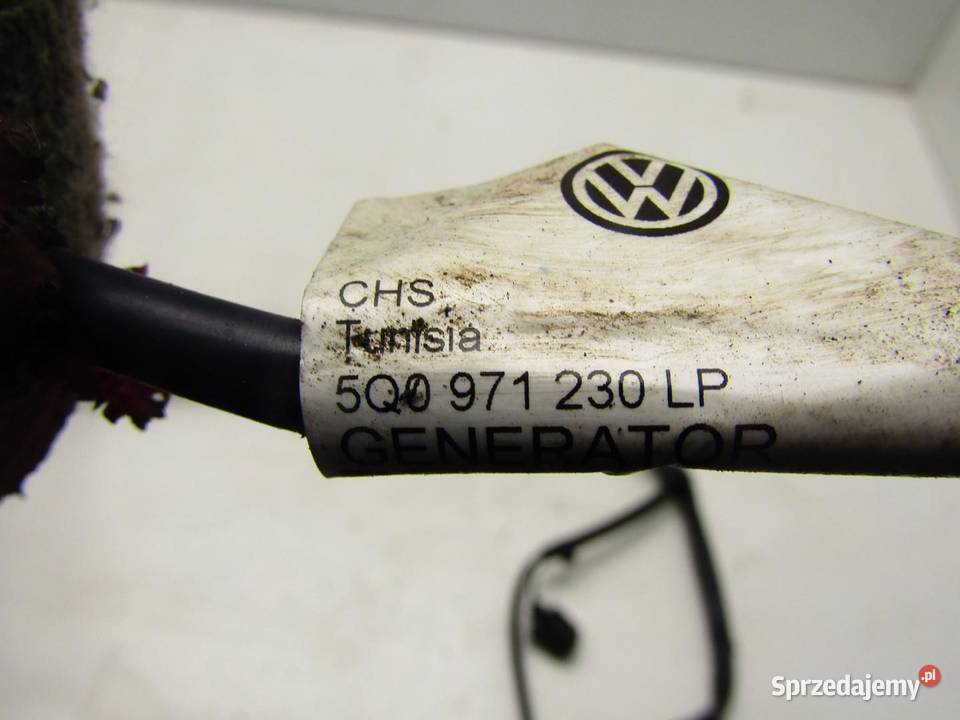 VW
CHS
Tunisia
5Q0 971 230 LP
GENERATOR
Sprzedajemy.pl